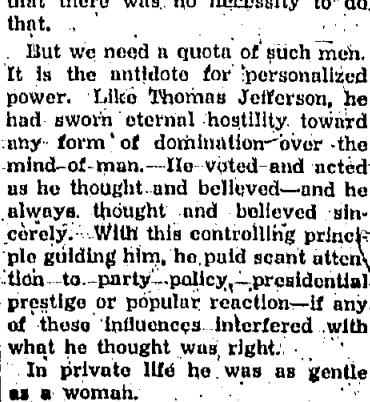 that there was no necessity to do
that.
But we need a quota of such men.
It is the antidote for personalized
power. Like Thomas Jefferson, he
had sworn eternal hostility toward
any form of domination over the
mind of man.—He voted and acted
as he thought and believed—and he
always thought and believed sin-
cerely. With this controlling princi-
ple guiding him, he paid scant atten-
tion to party policy, presidential
prestige or popular reaction—if any
of these influences interfered with
what he thought was right.
In private life he was as gentle
as a woman.